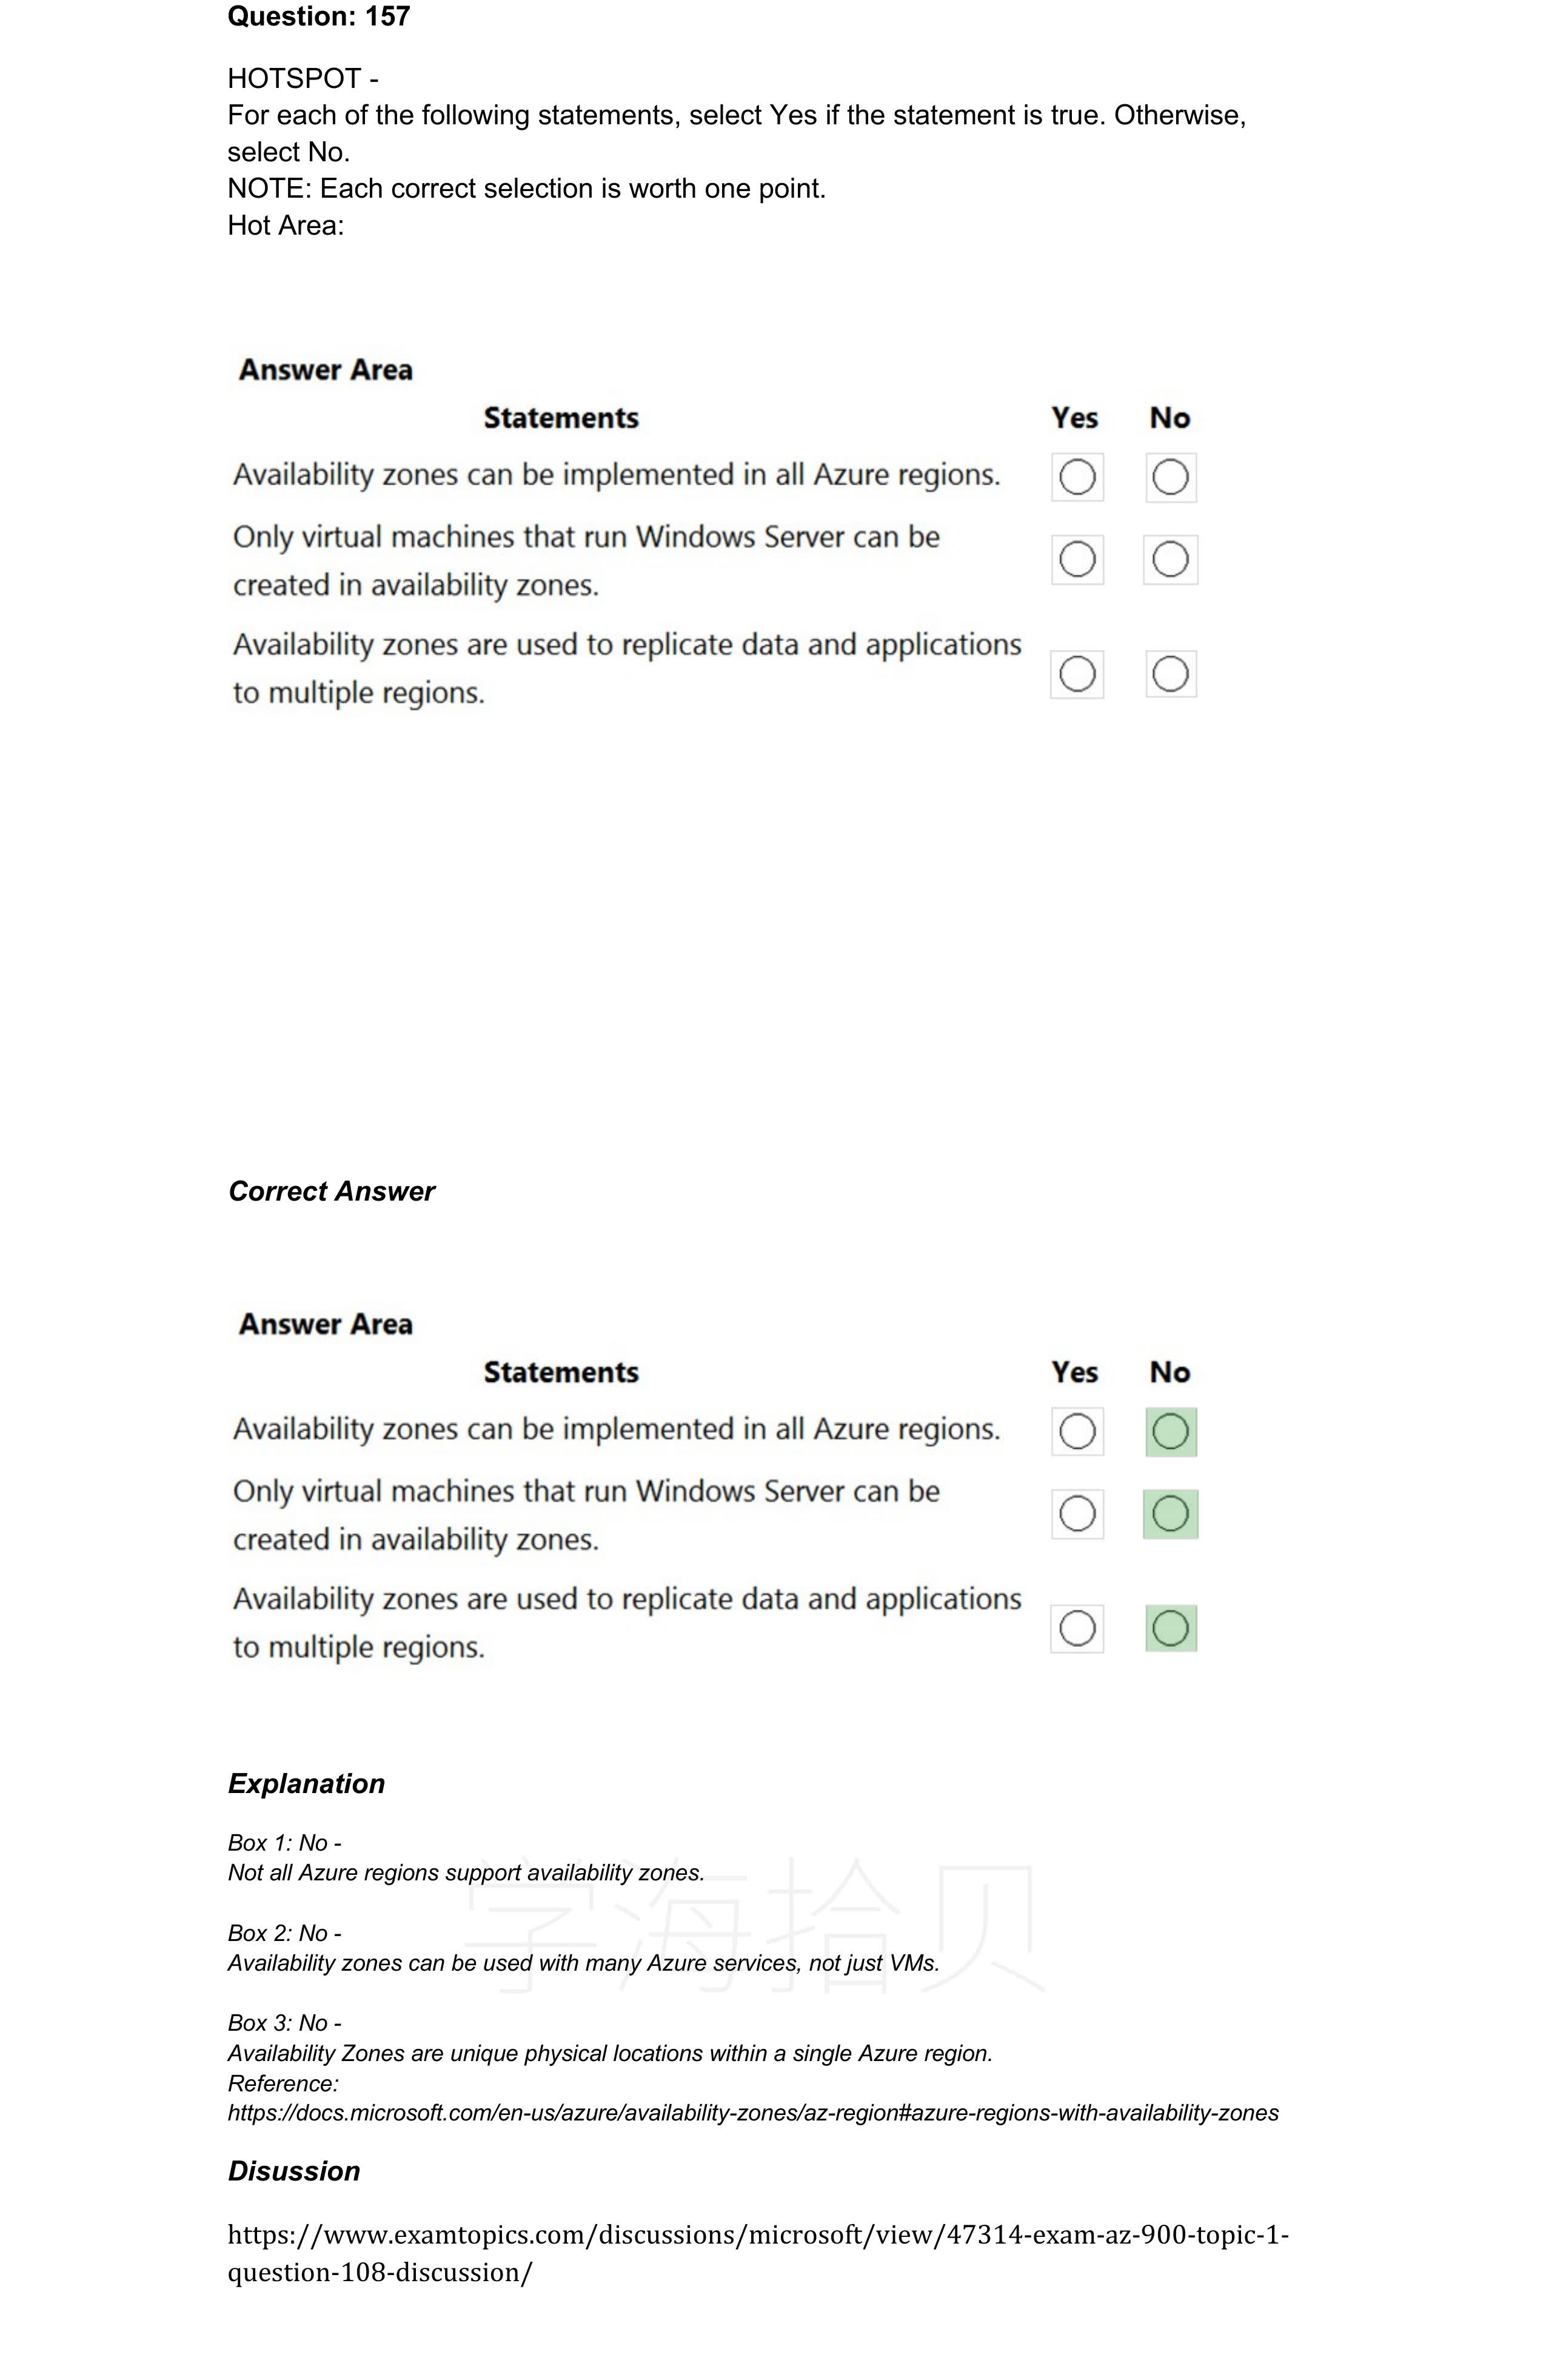 Question: 157
HOTSPOT -
For each of the following statements, select Yes if the statement is true. Otherwise,
select No.
NOTE: Each correct selection is worth one point.
Hot Area:
Answer Area
Statements Yes No
Availability zones can be implemented in all Azure regions.
Only virtual machines that run Windows Server can be
created in availability zones.
Availability zones are used to replicate data and applications
to multiple regions.
Correct Answer
Answer Area
Statements Yes No
Availability zones can be implemented in all Azure regions.
Only virtual machines that run Windows Server can be
created in availability zones.
Availability zones are used to replicate data and applications
to multiple regions.
Explanation
Box 1: No -
Not all Azure regions support availability zones.
学海拾贝
Box 2: No -
Availability zones can be used with many Azure services, not just VMs.
Box 3: No -
Availability Zones are unique physical locations within a single Azure region.
Reference:
https://docs.microsoft.com/en-us/azure/availability-zones/az-region#azure-regions-with-availability-zones
Disussion
https://www.examtopics.com/discussions/microsoft/view/47314-exam-az-900-topic-1-
question-108-discussion/